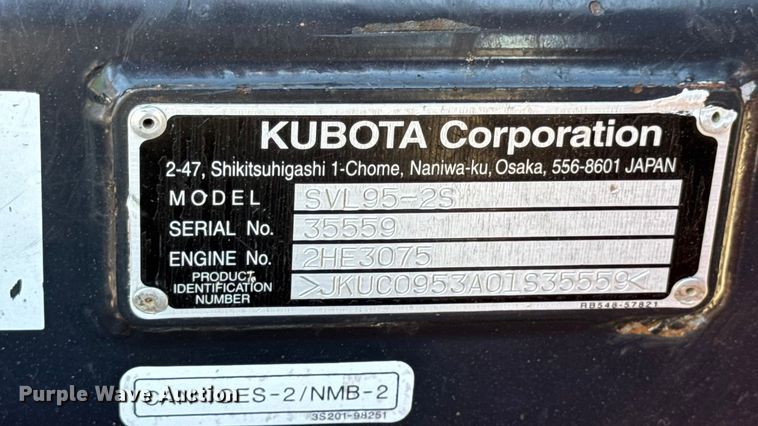 KUBOTA Corporation
2-47, Shikitsuhigashi 1-Chome, Naniwa-ku, Osaka, 556-8601 JAPAN
MODEL SVL95-2S
SERIAL No. 35559
ENGINE No. 2HE3075
PRODUCT IDENTIFICATION NUMBER >JKUC0953A01S35559<
RB548-57821
Purple Wave Auction
ES-2/NMB-2
3S201-98251